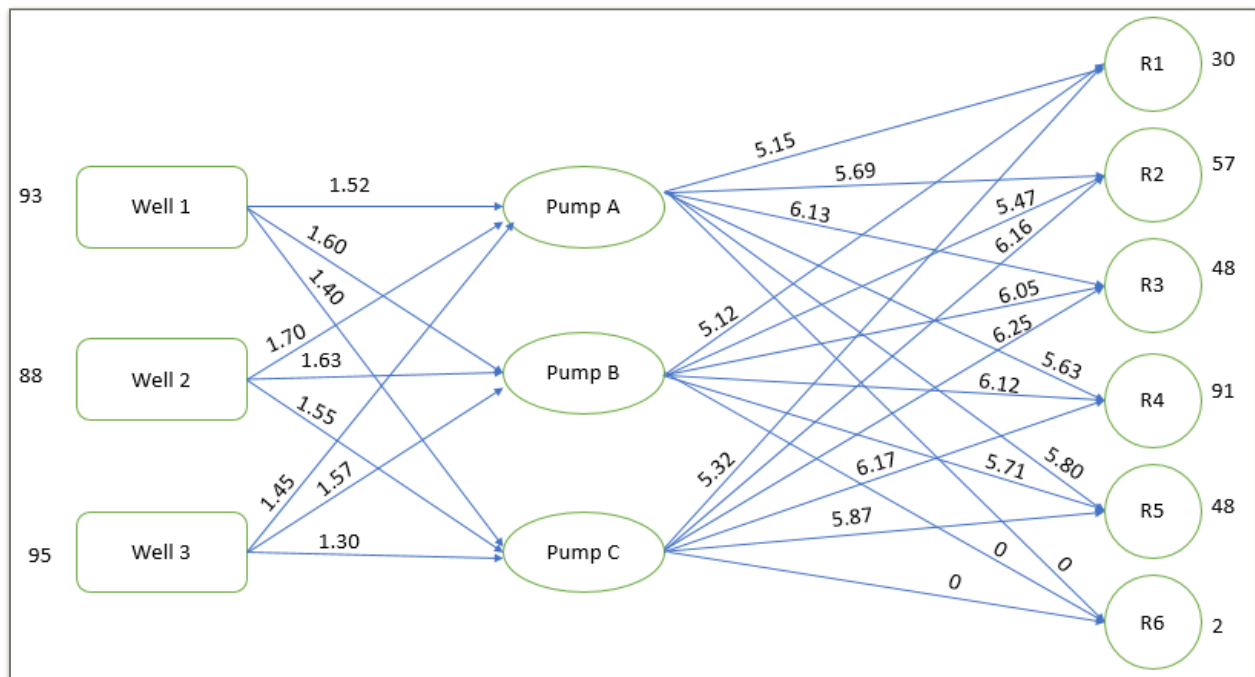 R1 30
5.15
R2 57
5.69
93 Well 1 1.52 Pump A 5.47
6.13
1.60
6.16
R3 48
1.40
6.05
5.12
6.25
1.70
1.63
5.63
88 Well 2 Pump B
6.12
R4 91
1.55
5.32
6.17
5.80
5.71
1.45
1.57
R5 48
5.87
95 Well 3 1.30 Pump C
0
0
0
R6 2